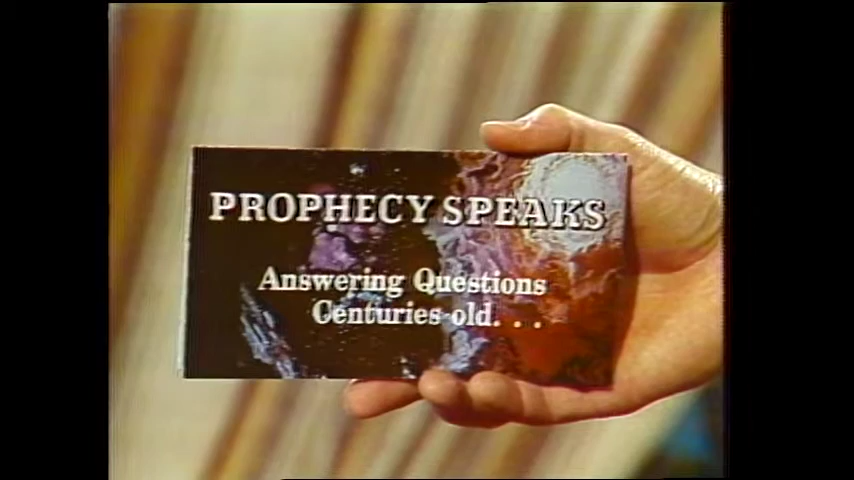 PROPHECY SPEAKS
Answering Questions
Centuries old. . .